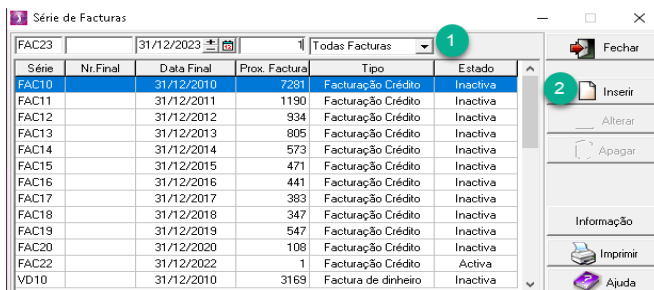 Série de Facturas
FAC23 31/12/2023 1 Todas Facturas 1 Fechar
Série Nr.Final Data Final Prox. Factura Tipo Estado
FAC10 31/12/2010 7281 Facturação Crédito Inactiva 2 Inserir
FAC11 31/12/2011 1190 Facturação Crédito Inactiva
FAC12 31/12/2012 934 Facturação Crédito Inactiva Alterar
FAC13 31/12/2013 805 Facturação Crédito Inactiva
FAC14 31/12/2014 573 Facturação Crédito Inactiva Apagar
FAC15 31/12/2015 471 Facturação Crédito Inactiva
FAC16 31/12/2016 441 Facturação Crédito Inactiva
FAC17 31/12/2017 383 Facturação Crédito Inactiva
FAC18 31/12/2018 347 Facturação Crédito Inactiva Informação
FAC19 31/12/2019 547 Facturação Crédito Inactiva
FAC20 31/12/2020 108 Facturação Crédito Inactiva Imprimir
FAC22 31/12/2022 1 Facturação Crédito Activa
VD10 31/12/2010 3169 Factura de dinheiro Inactiva Ajuda